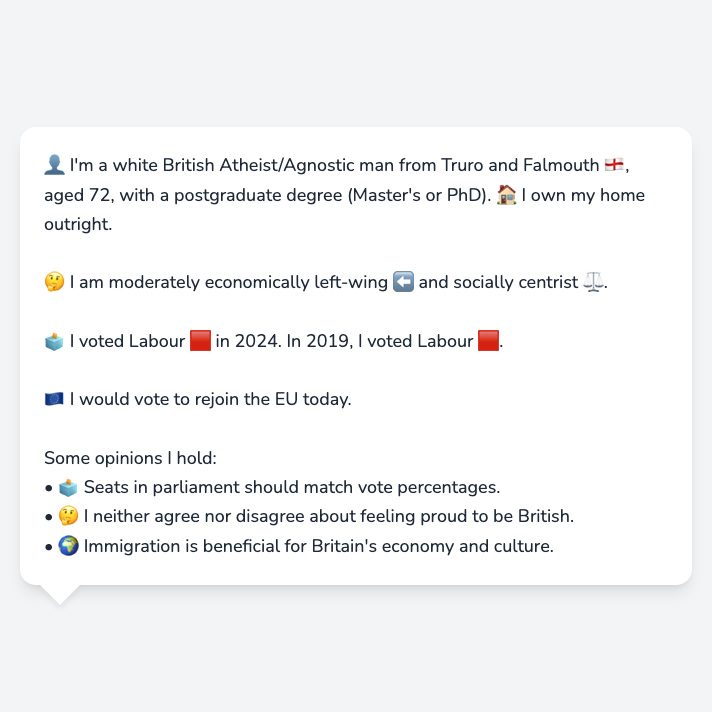 👤 I'm a white British Atheist/Agnostic man from Truro and Falmouth 🏴󠁧󠁢󠁥󠁮󠁧󠁿,
aged 72, with a postgraduate degree (Master's or PhD). 🏠 I own my home
outright.
🤔 I am moderately economically left-wing ⬅️ and socially centrist ⚖️.
🗳️ I voted Labour 🟥 in 2024. In 2019, I voted Labour 🟥.
🇪🇺 I would vote to rejoin the EU today.
Some opinions I hold:
• 🗳️ Seats in parliament should match vote percentages.
• 🤔 I neither agree nor disagree about feeling proud to be British.
• 🌍 Immigration is beneficial for Britain's economy and culture.